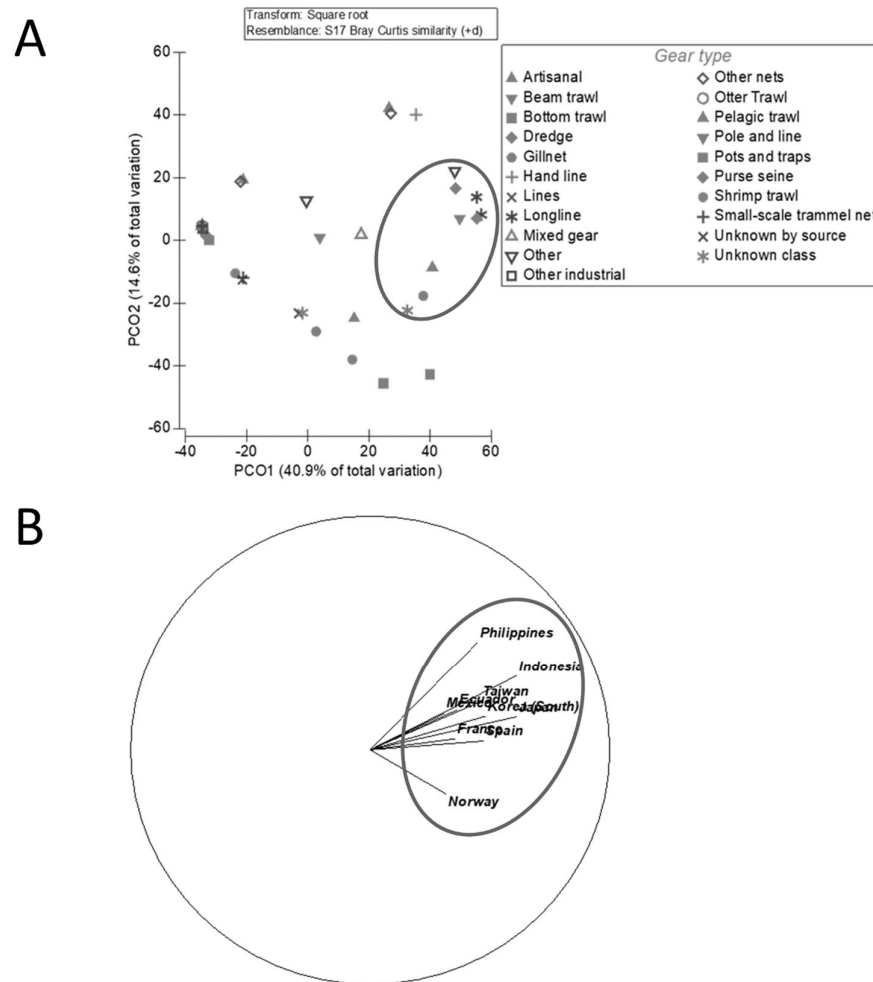 A
Transform: Square root
Resemblance: S17 Bray Curtis similarity (+d)
Gear type
Artisanal
Beam trawl
Bottom trawl
Dredge
Gillnet
Hand line
Lines
Longline
Mixed gear
Other
Other industrial
Other nets
Otter Trawl
Pelagic trawl
Pole and line
Pots and traps
Purse seine
Shrimp trawl
Small-scale trammel net
Unknown by source
Unknown class
PCO2 (14.6% of total variation)
60
40
20
0
-20
-40
-60
-40
-20
0
20
40
60
PCO1 (40.9% of total variation)
B
Philippines
Indonesia
Taiwan
Ecuador
Mexico
Korea (South)
Japan
France
Spain
Norway